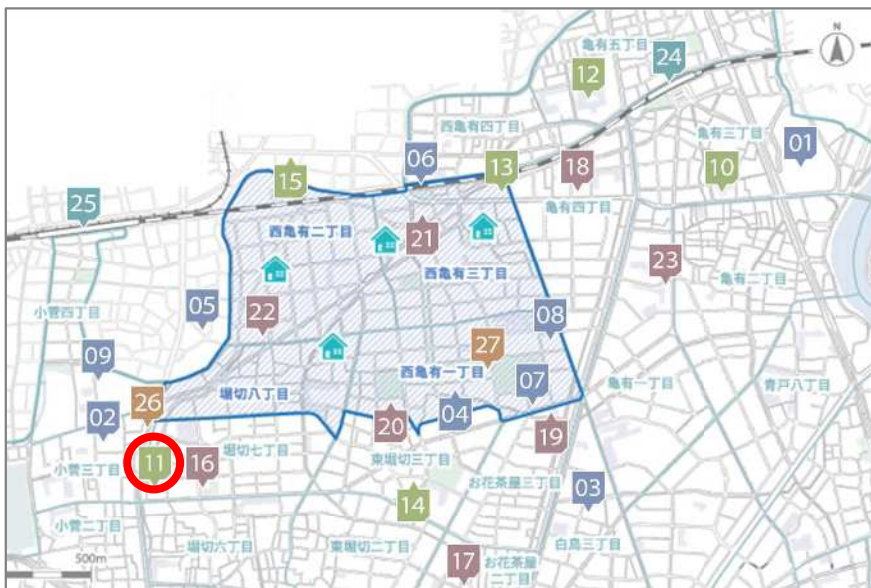 亀有五丁目
24
N
12
西亀有四丁目
亀有三丁目
01
06
13
18
10
15
25
亀有四丁目
西亀有二丁目
21
西亀有三丁目
23
亀有二丁目
小菅四丁目
05
22
08
09
27
西亀有一丁目
07
亀有一丁目
青戸八丁目
26
堀切八丁目
02
20
04
19
小菅三丁目
11
16
堀切七丁目
東堀切三丁目
お花茶屋三丁目
14
03
小菅二丁目
堀切六丁目
東堀切二丁目
白鳥三丁目
500m
17
お花茶屋
二丁目